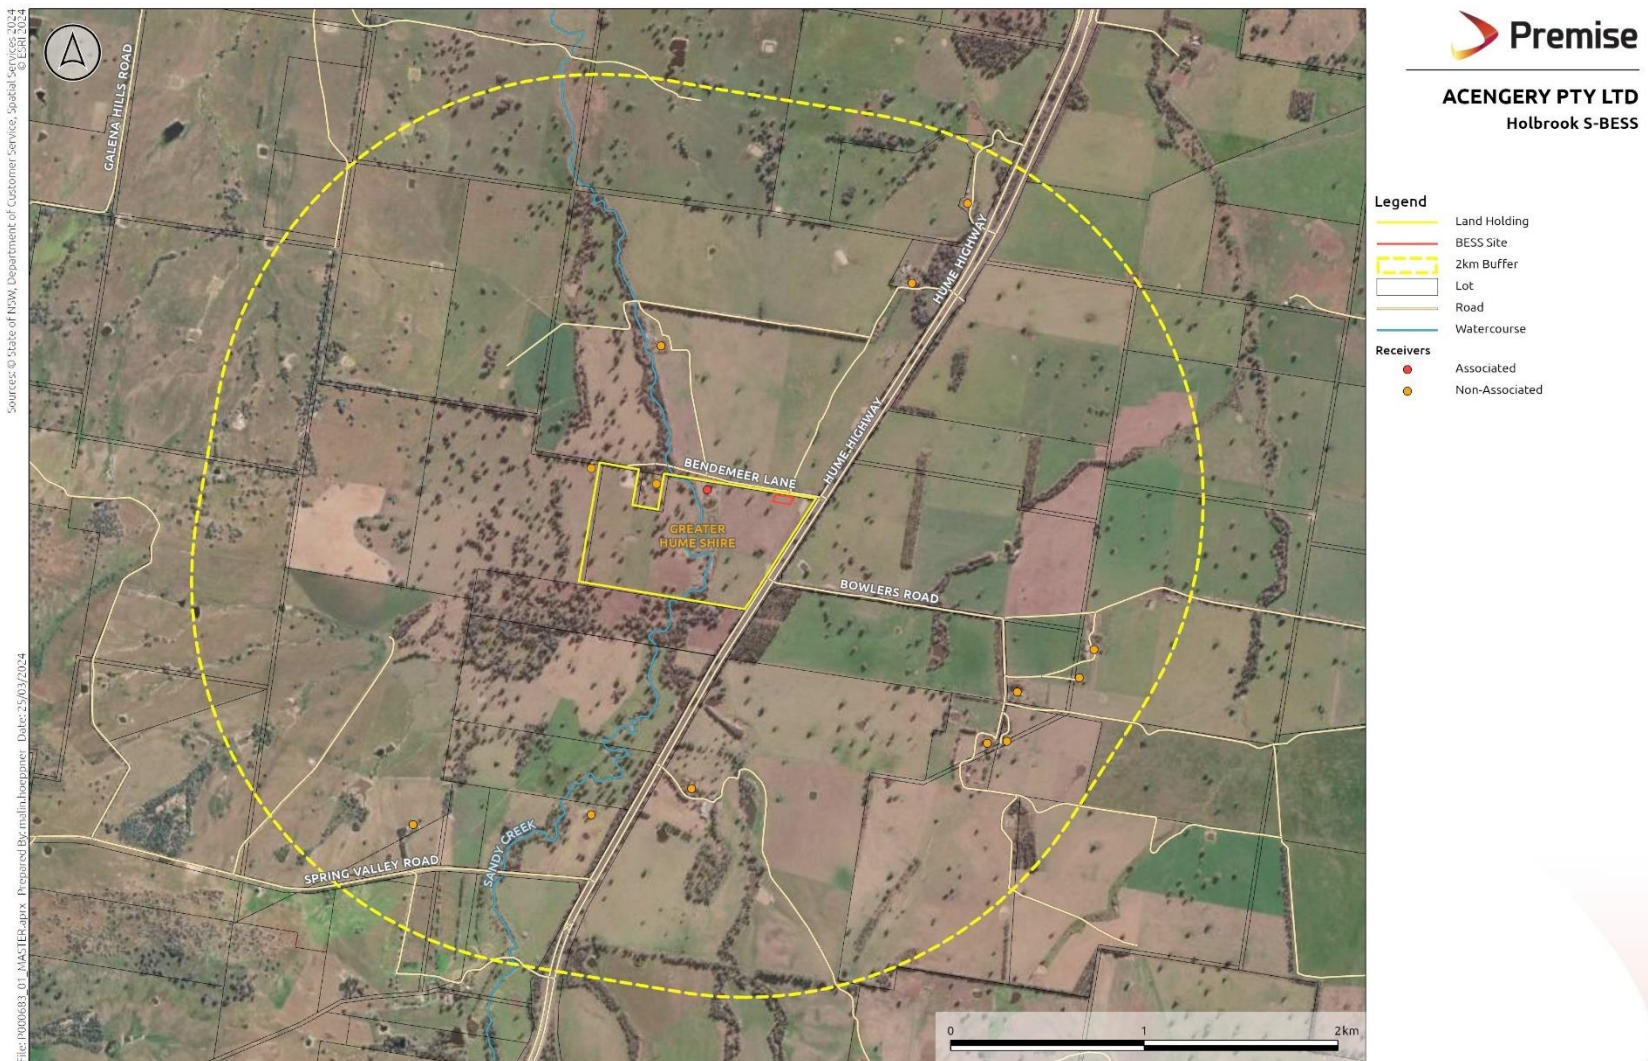 Sources: © State of NSW, Department of Customer Service, Spatial Services 2024
© ESRI 2024
File: P000683_01_MASTER.aprx Prepared By: malin.hoeppner Date: 25/03/2024
GALENA HILLS ROAD
HUME HIGHWAY
HUME HIGHWAY
BENDEMEER LANE
GREATER
HUME SHIRE
BOWLERS ROAD
SANDY CREEK
SPRING VALLEY ROAD
0 1 2km
Premise
ACENGERY PTY LTD
Holbrook S-BESS
Legend
Land Holding
BESS Site
2km Buffer
Lot
Road
Watercourse
Receivers
Associated
Non-Associated